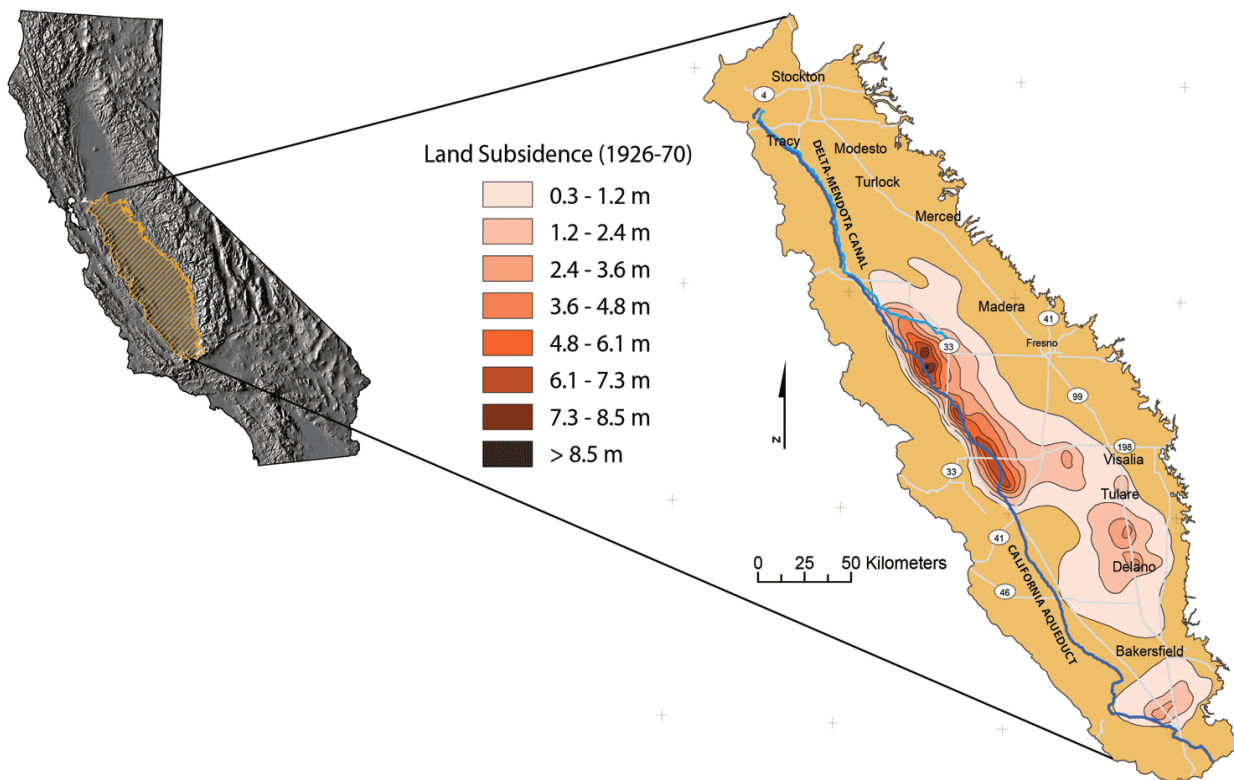 Land Subsidence (1926-70)
0.3 - 1.2 m
1.2 - 2.4 m
2.4 - 3.6 m
3.6 - 4.8 m
4.8 - 6.1 m
6.1 - 7.3 m
7.3 - 8.5 m
> 8.5 m
Stockton
4
Tracy
DELTA-MENDOTA CANAL
Modesto
Turlock
Merced
Madera
41
33
Fresno
99
N
198
33
Visalia
Tulare
41
Delano
0 25 50 Kilometers
46
CALIFORNIA AQUEDUCT
Bakersfield